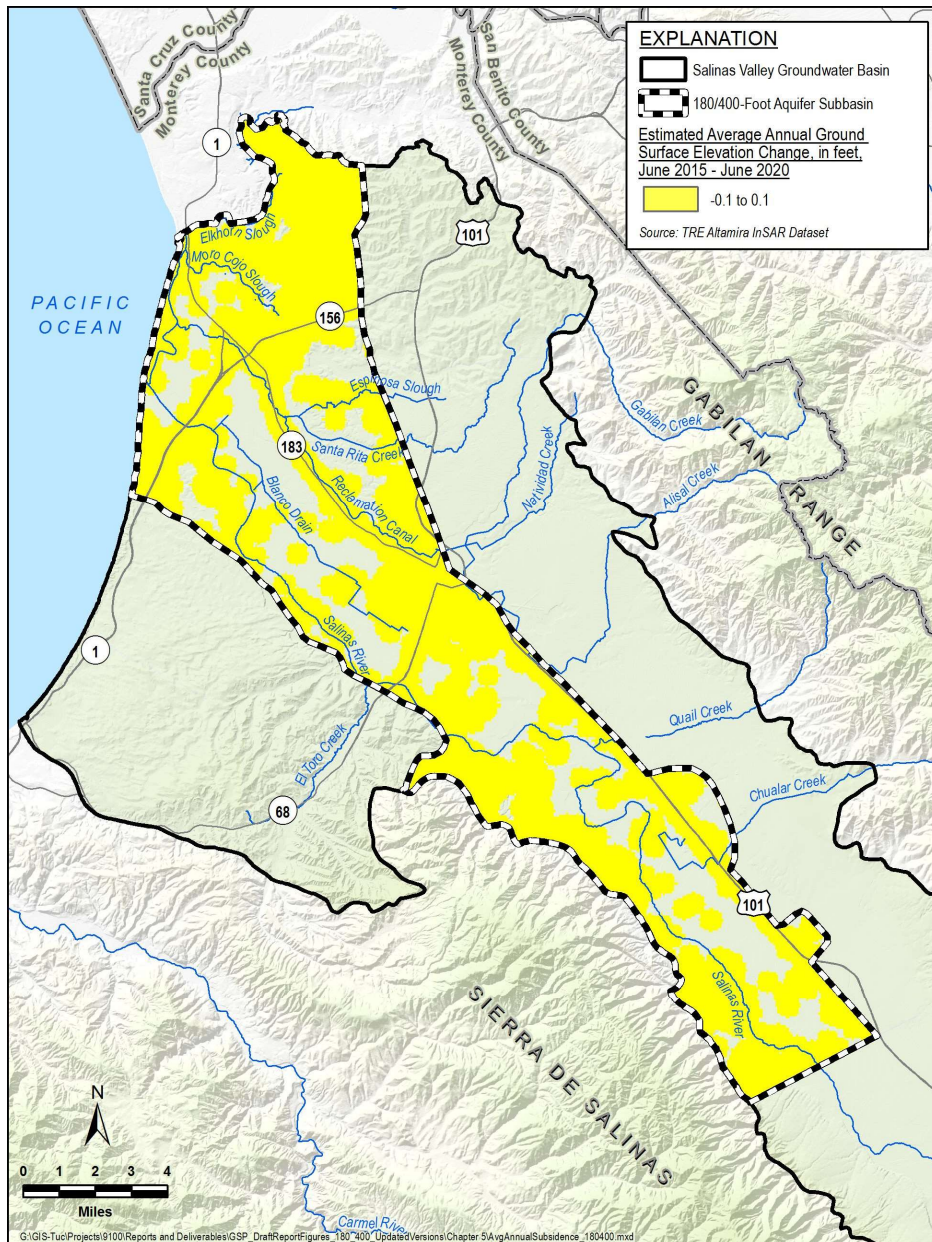 EXPLANATION
Salinas Valley Groundwater Basin
180/400-Foot Aquifer Subbasin
Estimated Average Annual Ground
Surface Elevation Change, in feet,
June 2015 - June 2020
-0.1 to 0.1
Source: TRE Altamira InSAR Dataset
Santa Cruz County
Monterey County
San Benito County
Monterey County
1
101
Elkhorn Slough
Moro Cojo Slough
PACIFIC
OCEAN
156
Espinosa Slough
GABILAN RANGE
Gabilan Creek
183
Santa Rita Creek
Natividad Creek
Alisal Creek
Blanco Drain
Reclamation Canal
Salinas River
1
Quail Creek
El Toro Creek
Chualar Creek
68
101
Salinas River
SIERRA DE SALINAS
N
0 1 2 3 4
Miles
Carmel River
G:\GIS-Tuc\Projects\9100\Reports and Deliverables\GSP_DraftReportFigures_180_400_UpdatedVersions\Chapter 5\AvgAnnualSubsidence_180400.mxd